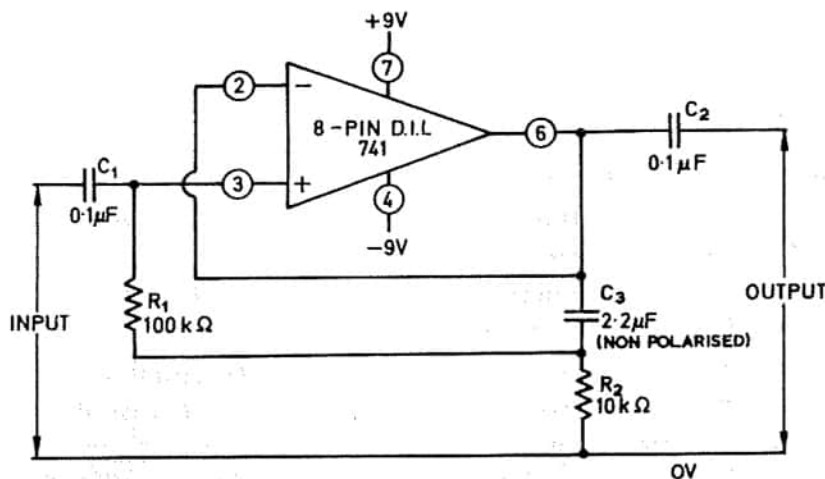 +9V
7
2
−
8-PIN D.I.L
741
6
C₂
0·1µF
C₁
0·1µF
3
+
4
−9V
INPUT
R₁
100kΩ
C₃
2·2µF
(NON POLARISED)
OUTPUT
R₂
10kΩ
0V